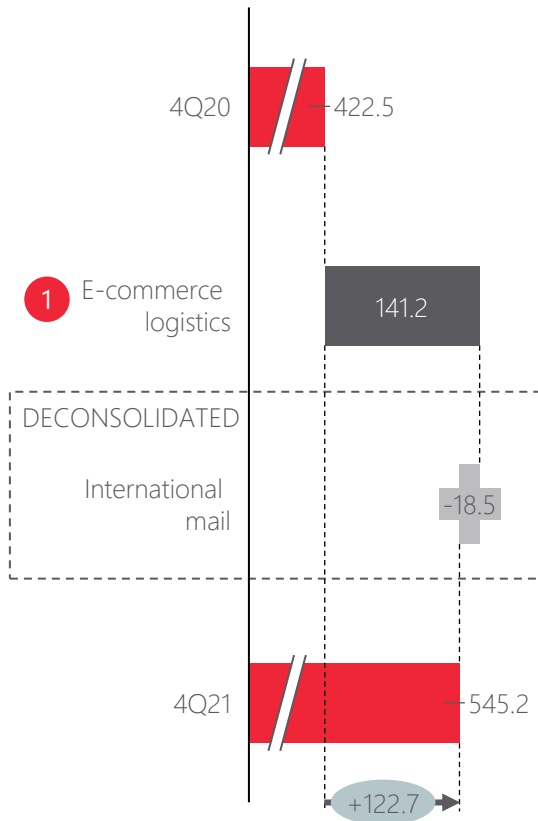 4Q20
422.5
1
E-commerce
logistics
141.2
DECONSOLIDATED
International
mail
-18.5
4Q21
545.2
+122.7